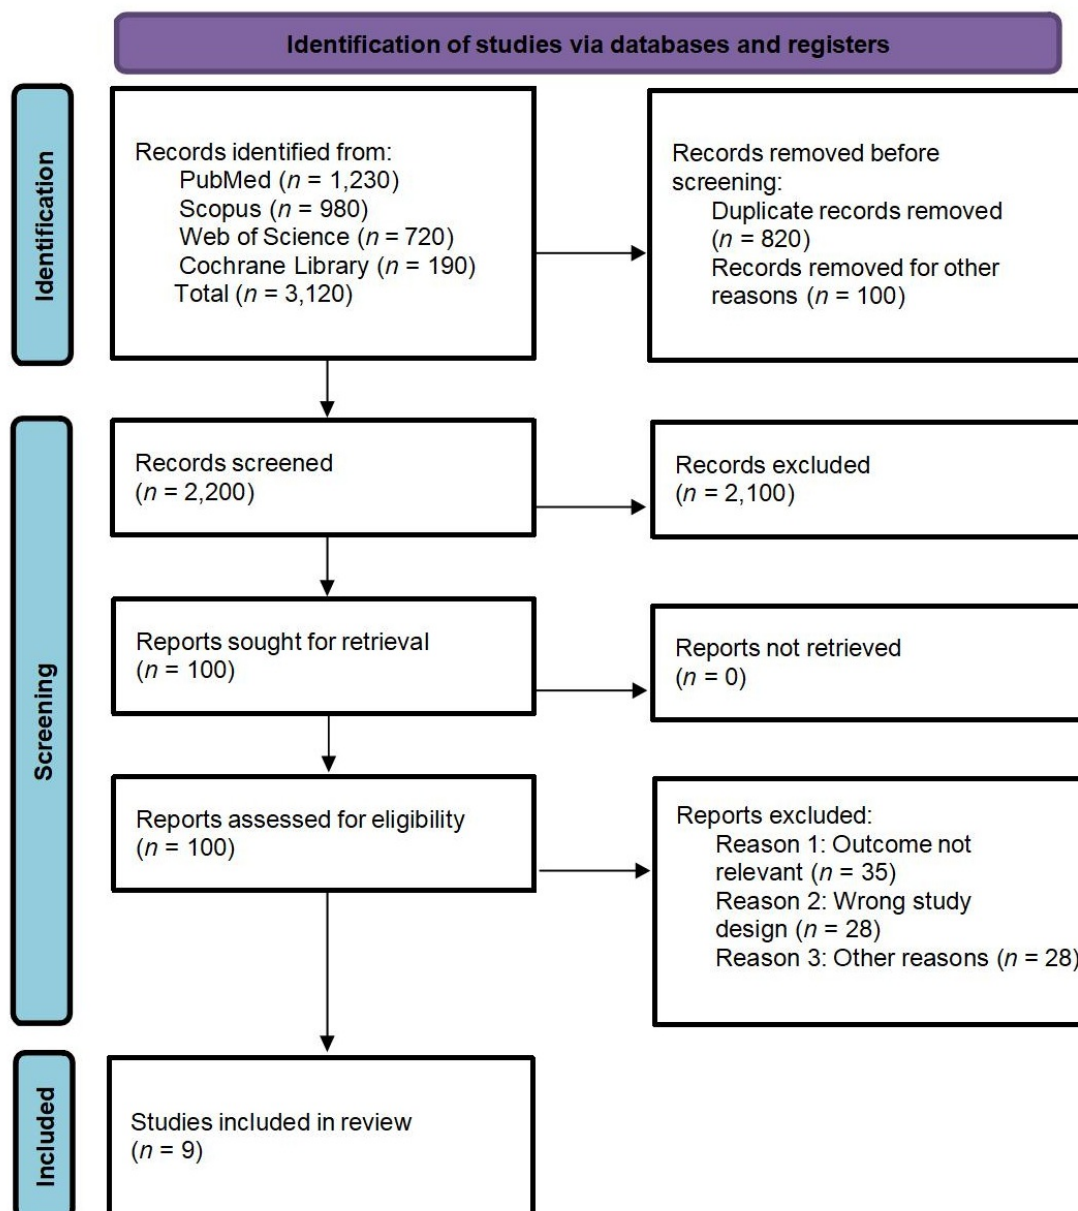 Identification of studies via databases and registers
Identification
Records identified from:
PubMed (n = 1,230)
Scopus (n = 980)
Web of Science (n = 720)
Cochrane Library (n = 190)
Total (n = 3,120)
Records removed before
screening:
Duplicate records removed
(n = 820)
Records removed for other
reasons (n = 100)
Screening
Records screened
(n = 2,200)
Records excluded
(n = 2,100)
Reports sought for retrieval
(n = 100)
Reports not retrieved
(n = 0)
Reports assessed for eligibility
(n = 100)
Reports excluded:
Reason 1: Outcome not
relevant (n = 35)
Reason 2: Wrong study
design (n = 28)
Reason 3: Other reasons (n = 28)
Included
Studies included in review
(n = 9)